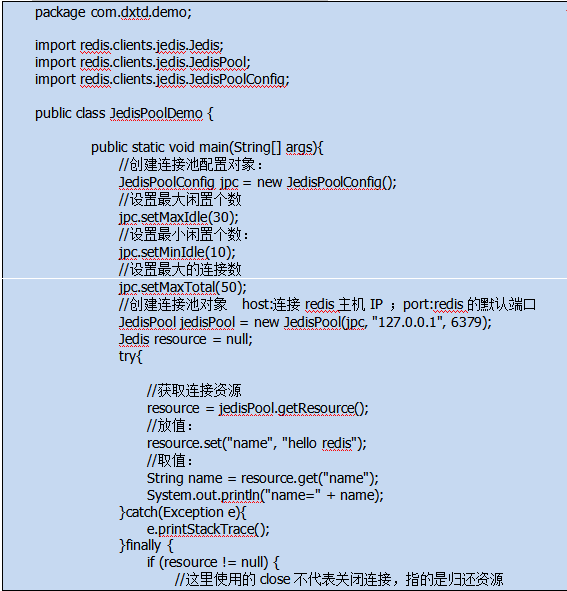 package com.dxtd.demo;
import redis.clients.jedis.Jedis;
import redis.clients.jedis.JedisPool;
import redis.clients.jedis.JedisPoolConfig;
public class JedisPoolDemo {
public static void main(String[] args){
//创建连接池配置对象：
JedisPoolConfig jpc = new JedisPoolConfig();
//设置最大闲置个数
jpc.setMaxIdle(30);
//设置最小闲置个数：
jpc.setMinIdle(10);
//设置最大的连接数
jpc.setMaxTotal(50);
//创建连接池对象 host:连接 redis 主机 IP ；port:redis 的默认端口
JedisPool jedisPool = new JedisPool(jpc, "127.0.0.1", 6379);
Jedis resource = null;
try{
//获取连接资源
resource = jedisPool.getResource();
//放值：
resource.set("name", "hello redis");
//取值：
String name = resource.get("name");
System.out.println("name=" + name);
}catch(Exception e){
e.printStackTrace();
}finally {
if (resource != null) {
//这里使用的 close 不代表关闭连接，指的是归还资源